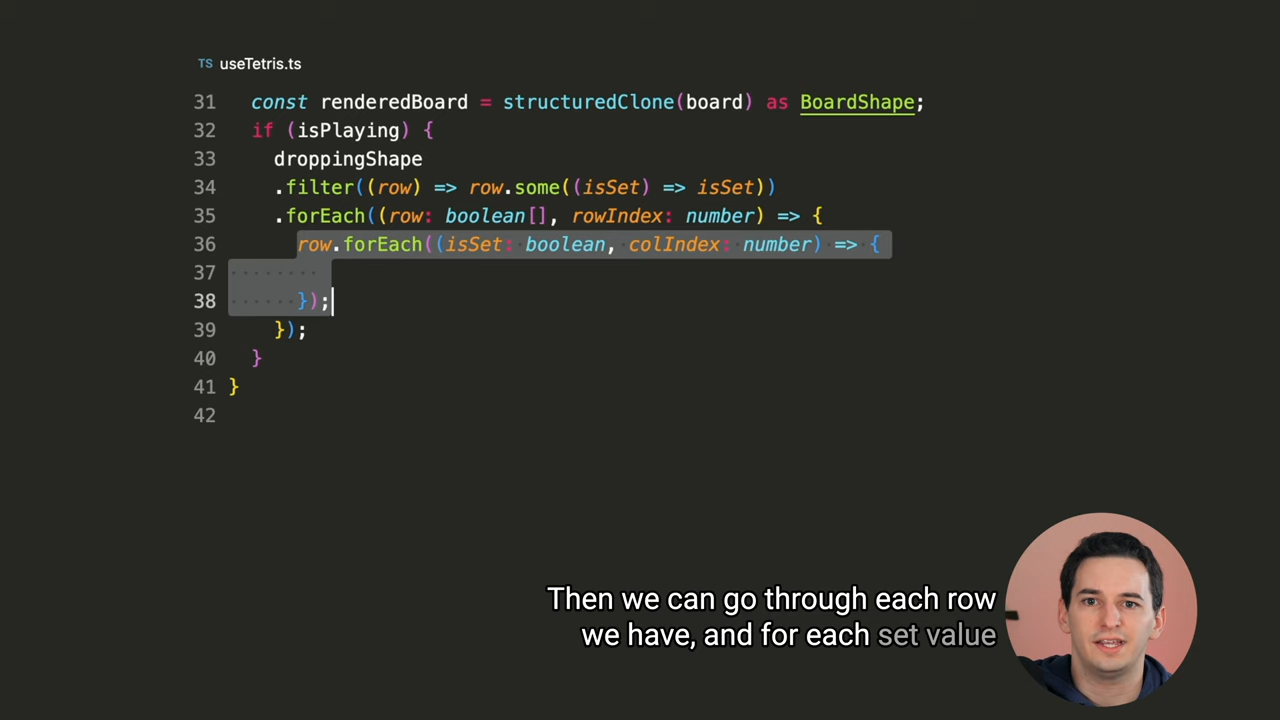 TS useTetris.ts
31 const renderedBoard = structuredClone(board) as BoardShape;
32 if (isPlaying) {
33 droppingShape
34 .filter((row) => row.some((isSet) => isSet))
35 .forEach((row: boolean[], rowIndex: number) => {
36 row.forEach((isSet: boolean, colIndex: number) => {
37
38 });
39 });
40 }
41 }
42
Then we can go through each row
we have, and for each set value